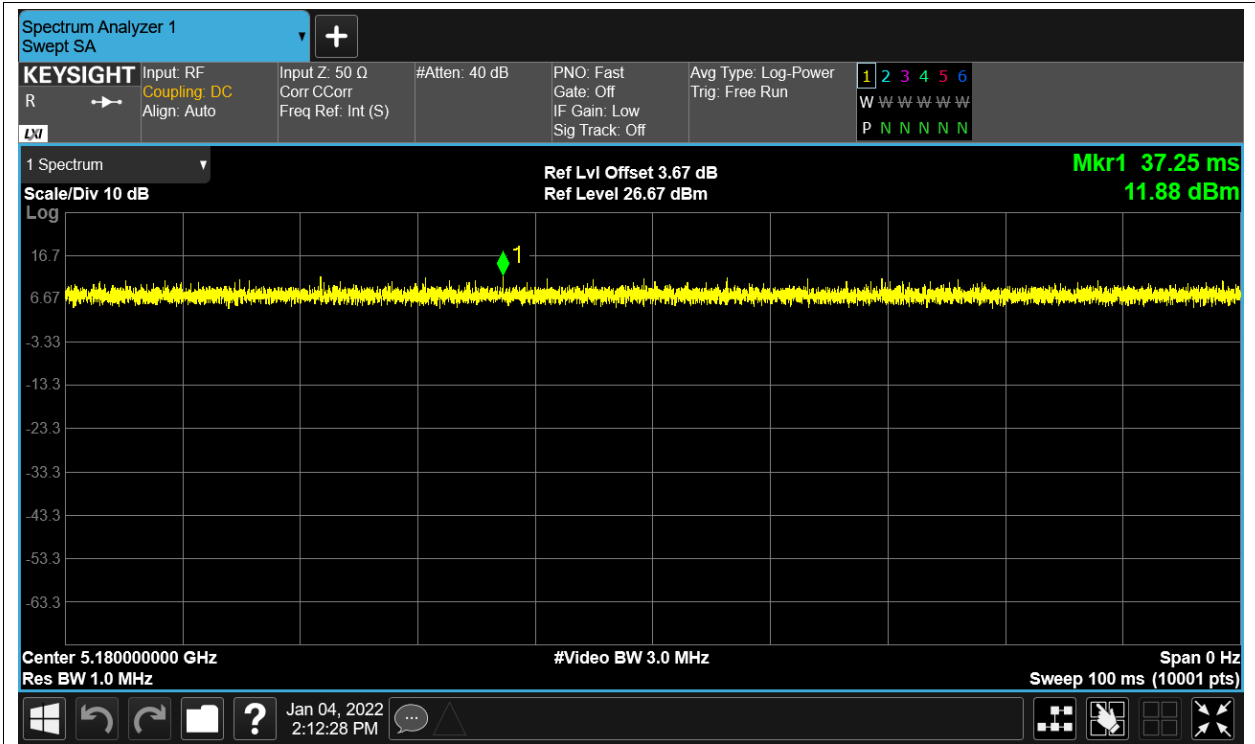 Spectrum Analyzer 1
Swept SA
KEYSIGHT
R
LXI
Input: RF
Coupling: DC
Align: Auto
Input Z: 50 Ω
Corr CCorr
Freq Ref: Int (S)
#Atten: 40 dB
PNO: Fast
Gate: Off
IF Gain: Low
Sig Track: Off
Avg Type: Log-Power
Trig: Free Run
1 2 3 4 5 6
W W W W W W
P N N N N N
1 Spectrum
Scale/Div 10 dB
Log
Ref Lvl Offset 3.67 dB
Ref Level 26.67 dBm
Mkr1 37.25 ms
11.88 dBm
1
16.7
6.67
-3.33
-13.3
-23.3
-33.3
-43.3
-53.3
-63.3
Center 5.180000000 GHz
Res BW 1.0 MHz
#Video BW 3.0 MHz
Span 0 Hz
Sweep 100 ms (10001 pts)
?
Jan 04, 2022
2:12:28 PM